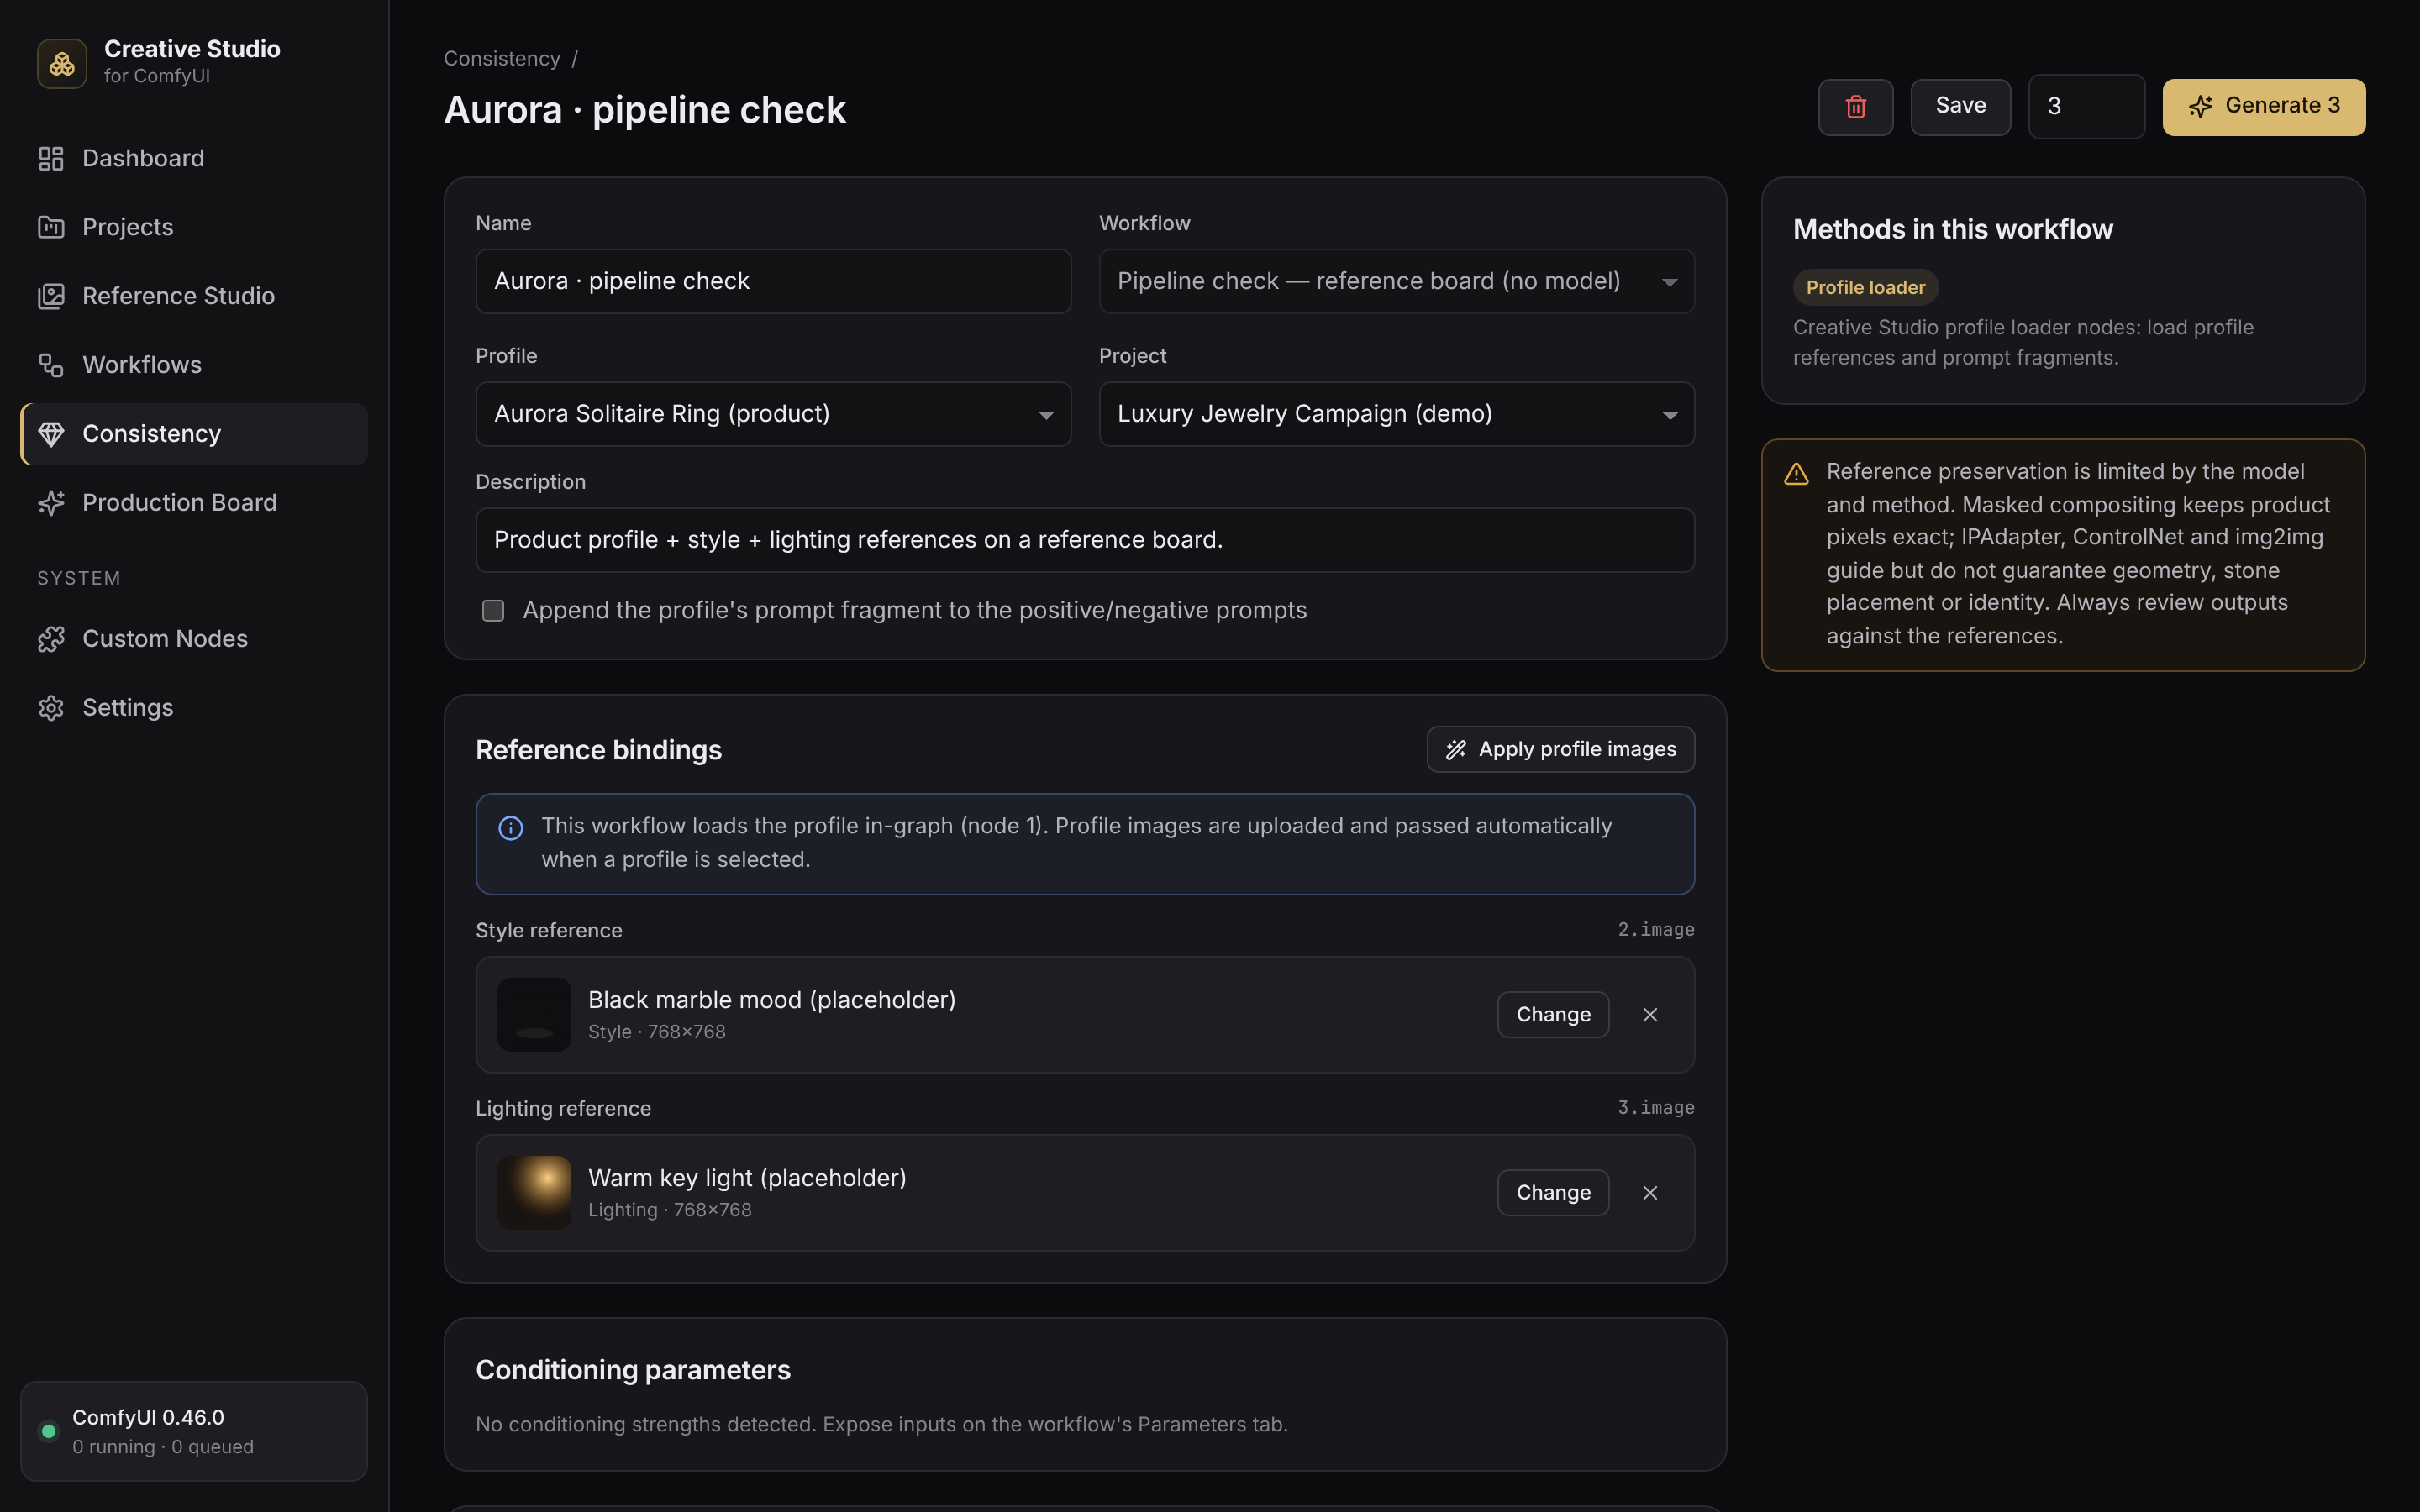 Creative Studio
for ComfyUI
Dashboard
Projects
Reference Studio
Workflows
Consistency
Production Board
SYSTEM
Custom Nodes
Settings
ComfyUI 0.46.0
0 running · 0 queued
Consistency /
Aurora · pipeline check
Save
3
Generate 3
Name
Aurora · pipeline check
Workflow
Pipeline check — reference board (no model)
Profile
Aurora Solitaire Ring (product)
Project
Luxury Jewelry Campaign (demo)
Description
Product profile + style + lighting references on a reference board.
Append the profile's prompt fragment to the positive/negative prompts
Reference bindings
Apply profile images
This workflow loads the profile in-graph (node 1). Profile images are uploaded and passed automatically
when a profile is selected.
Style reference
2.image
Black marble mood (placeholder)
Style · 768×768
Change
Lighting reference
3.image
Warm key light (placeholder)
Lighting · 768×768
Change
Conditioning parameters
No conditioning strengths detected. Expose inputs on the workflow's Parameters tab.
Methods in this workflow
Profile loader
Creative Studio profile loader nodes: load profile
references and prompt fragments.
Reference preservation is limited by the model
and method. Masked compositing keeps product
pixels exact; IPAdapter, ControlNet and img2img
guide but do not guarantee geometry, stone
placement or identity. Always review outputs
against the references.